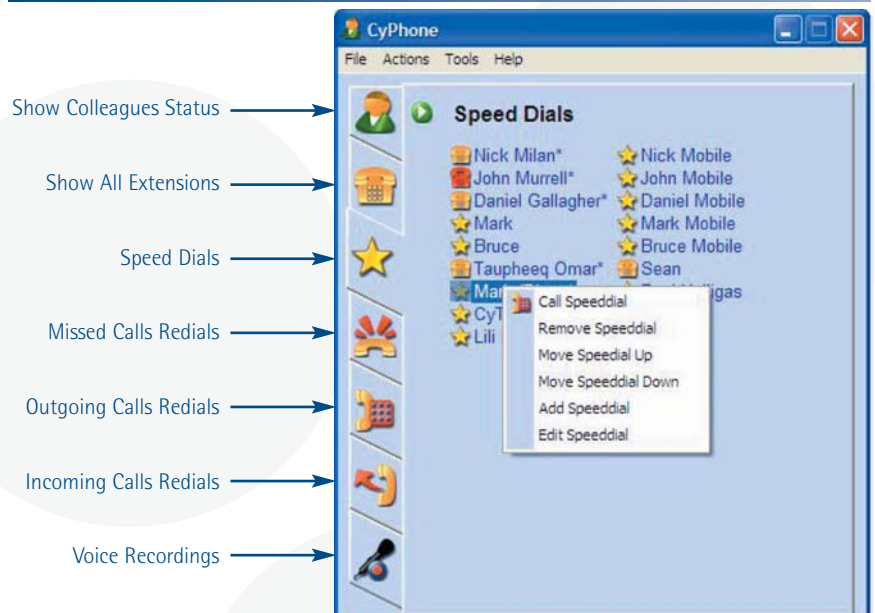 CyPhone
File Actions Tools Help
Show Colleagues Status
Show All Extensions
Speed Dials
Missed Calls Redials
Outgoing Calls Redials
Incoming Calls Redials
Voice Recordings
Speed Dials
Nick Milan* Nick Mobile
John Murrell* John Mobile
Daniel Gallagher* Daniel Mobile
Mark Mark Mobile
Bruce Bruce Mobile
Taupheeq Omar* Sean
Lili
Call Speeddial
Remove Speeddial
Move Speedial Up
Move Speeddial Down
Add Speeddial
Edit Speeddial